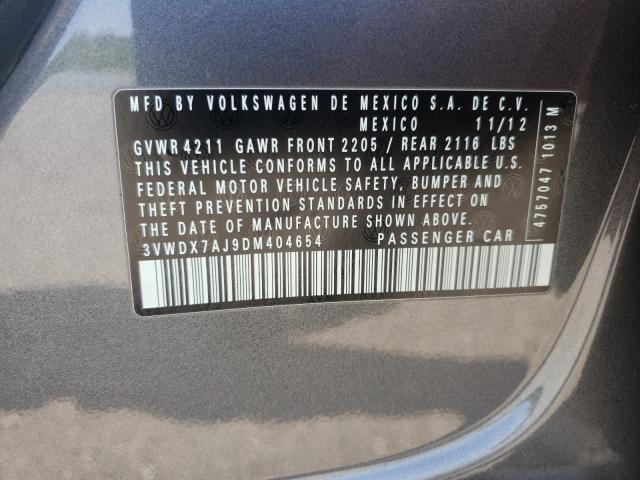 MFD BY VOLKSWAGEN DE MEXICO S.A. DE C.V.
MEXICO 11/12
GVWR 4211 GAWR FRONT 2205 / REAR 2116 LBS
THIS VEHICLE CONFORMS TO ALL APPLICABLE U.S.
FEDERAL MOTOR VEHICLE SAFETY, BUMPER AND
THEFT PREVENTION STANDARDS IN EFFECT ON
THE DATE OF MANUFACTURE SHOWN ABOVE.
3VWDX7AJ9DM404654 PASSENGER CAR
4757047 1013 M